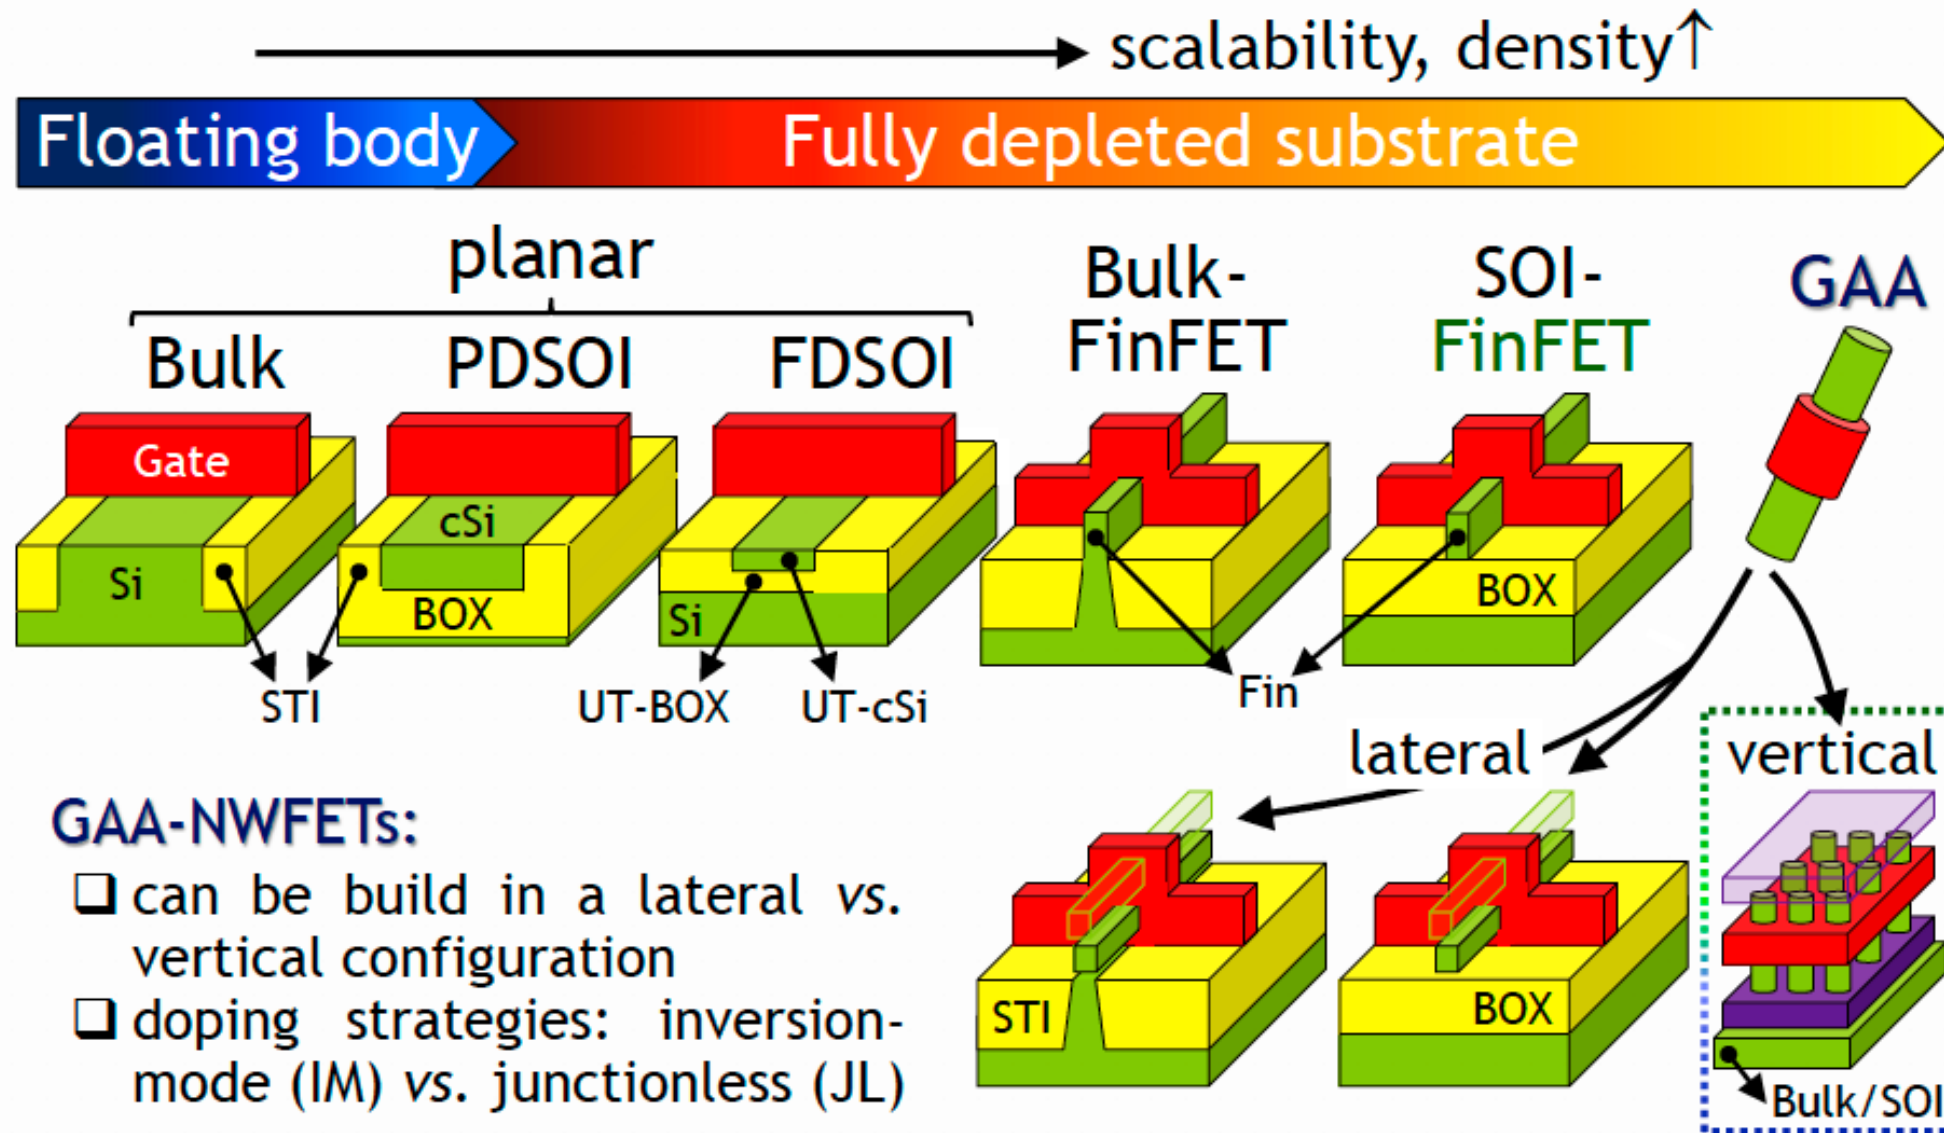 scalability, density↑
Floating body
Fully depleted substrate
planar
Bulk
PDSOI
FDSOI
Bulk-
FinFET
SOI-
FinFET
GAA
Gate
cSi
Si
BOX
Si
BOX
STI
UT-BOX
UT-cSi
Fin
lateral
vertical
GAA-NWFETs:
❑ can be build in a lateral vs.
vertical configuration
❑ doping strategies: inversion-
mode (IM) vs. junctionless (JL)
STI
BOX
Bulk/SOI